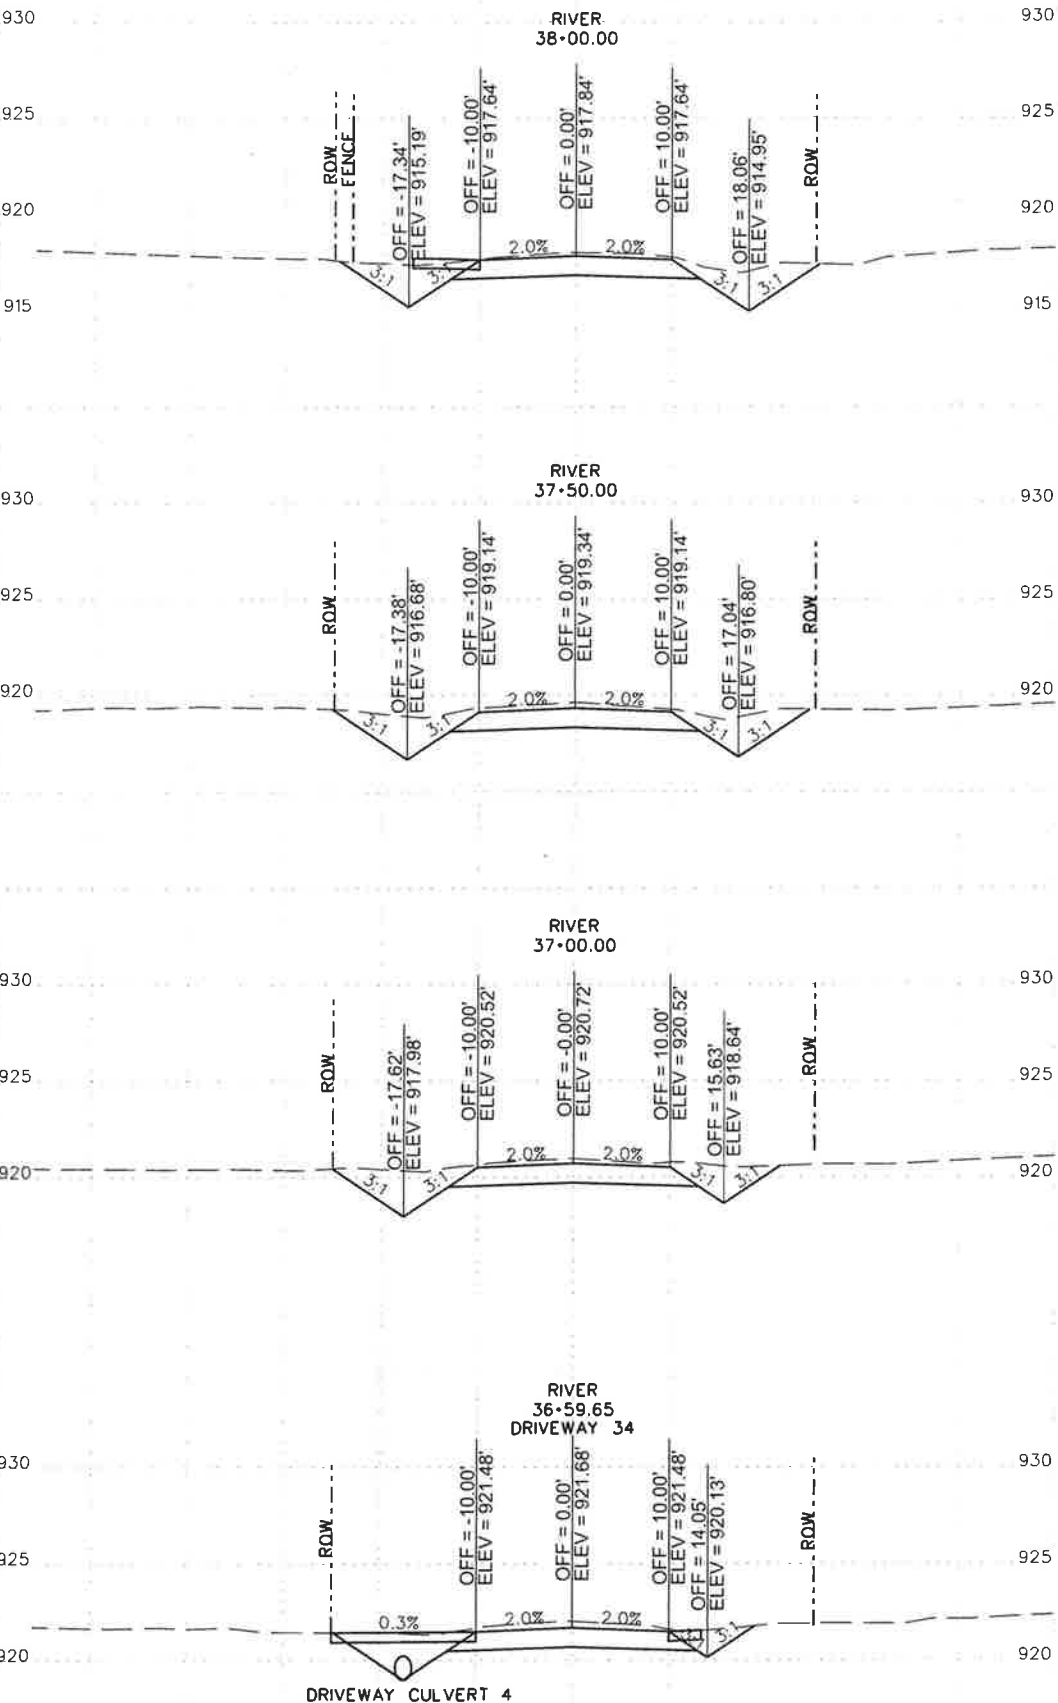 RIVER
38+00.00
930
930
925
925
920
920
915
915
ROW
FENCE
OFF = -17.34'
ELEV = 915.19'
OFF = -10.00'
ELEV = 917.64'
OFF = 0.00'
ELEV = 917.84'
OFF = 10.00'
ELEV = 917.64'
OFF = 18.06'
ELEV = 914.95'
ROW
3:1
3:1
2.0%
2.0%
3:1
3:1
RIVER
37+50.00
930
930
925
925
920
920
ROW
OFF = -17.38'
ELEV = 916.68'
OFF = -10.00'
ELEV = 919.14'
OFF = 0.00'
ELEV = 919.34'
OFF = 10.00'
ELEV = 919.14'
OFF = 17.04'
ELEV = 916.80'
ROW
3:1
3:1
2.0%
2.0%
3:1
3:1
RIVER
37+00.00
930
930
925
925
920
920
ROW
OFF = -17.62'
ELEV = 917.98'
OFF = -10.00'
ELEV = 920.52'
OFF = -0.00'
ELEV = 920.72'
OFF = 10.00'
ELEV = 920.52'
OFF = 15.63'
ELEV = 918.64'
ROW
3:1
3:1
2.0%
2.0%
3:1
3:1
RIVER
36+59.65
DRIVEWAY 34
930
930
925
925
920
920
ROW
OFF = -10.00'
ELEV = 921.48'
OFF = 0.00'
ELEV = 921.68'
OFF = 10.00'
ELEV = 921.48'
OFF = 14.05'
ELEV = 920.13'
ROW
0.3%
2.0%
2.0%
3:1
DRIVEWAY CULVERT 4